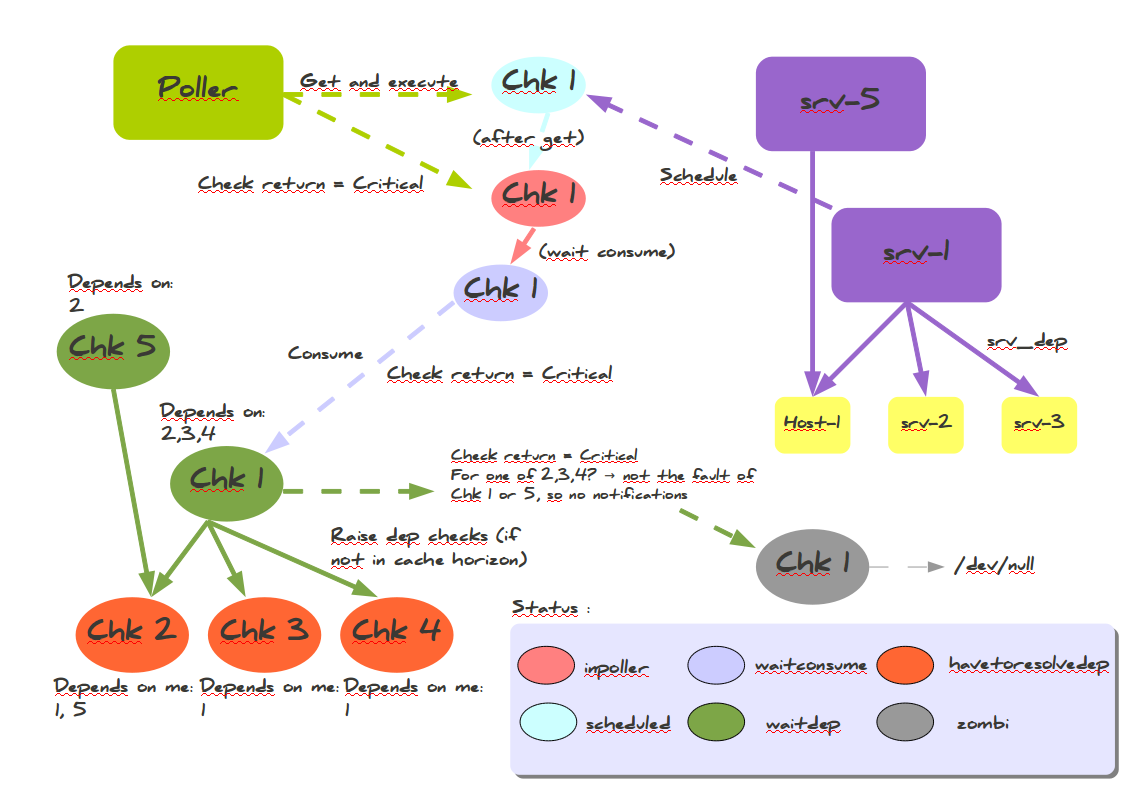 Poller
Get and execute
Chk 1
srv-5
(after get)
Schedule
Check return = Critical
Chk 1
(wait consume)
srv-1
Depends on:
2
Chk 1
Chk 5
Consume
Check return = Critical
srv_dep
Depends on:
2,3,4
Host-1
srv-2
srv-3
Chk 1
Check return = Critical
For one of 2,3,4? → not the fault of
Chk 1 or 5, so no notifications
Raise dep checks (if
not in cache horizon)
Chk 1
/dev/null
Chk 2
Chk 3
Chk 4
Depends on me:
1, 5
Depends on me:
1
Depends on me:
1
Status :
inpoller
waitconsume
havetoresolvedep
scheduled
waitdep
zombi